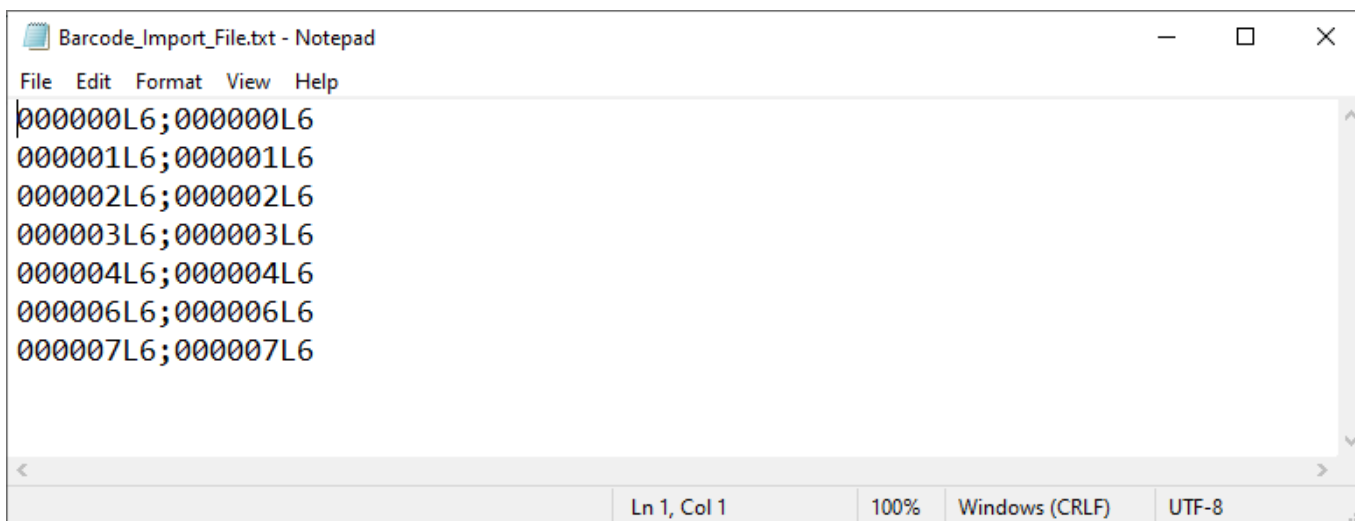 Barcode_Import_File.txt - Notepad
File Edit Format View Help
000000L6;000000L6
000001L6;000001L6
000002L6;000002L6
000003L6;000003L6
000004L6;000004L6
000006L6;000006L6
000007L6;000007L6
Ln 1, Col 1 100% Windows (CRLF) UTF-8